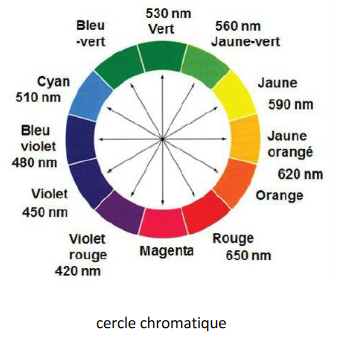 530 nm
Vert
560 nm
Jaune-vert
Jaune
590 nm
Jaune
orangé
620 nm
Orange
Rouge
650 nm
Magenta
Violet
rouge
420 nm
Violet
450 nm
Bleu
violet
480 nm
Cyan
510 nm
Bleu
-vert
cercle chromatique